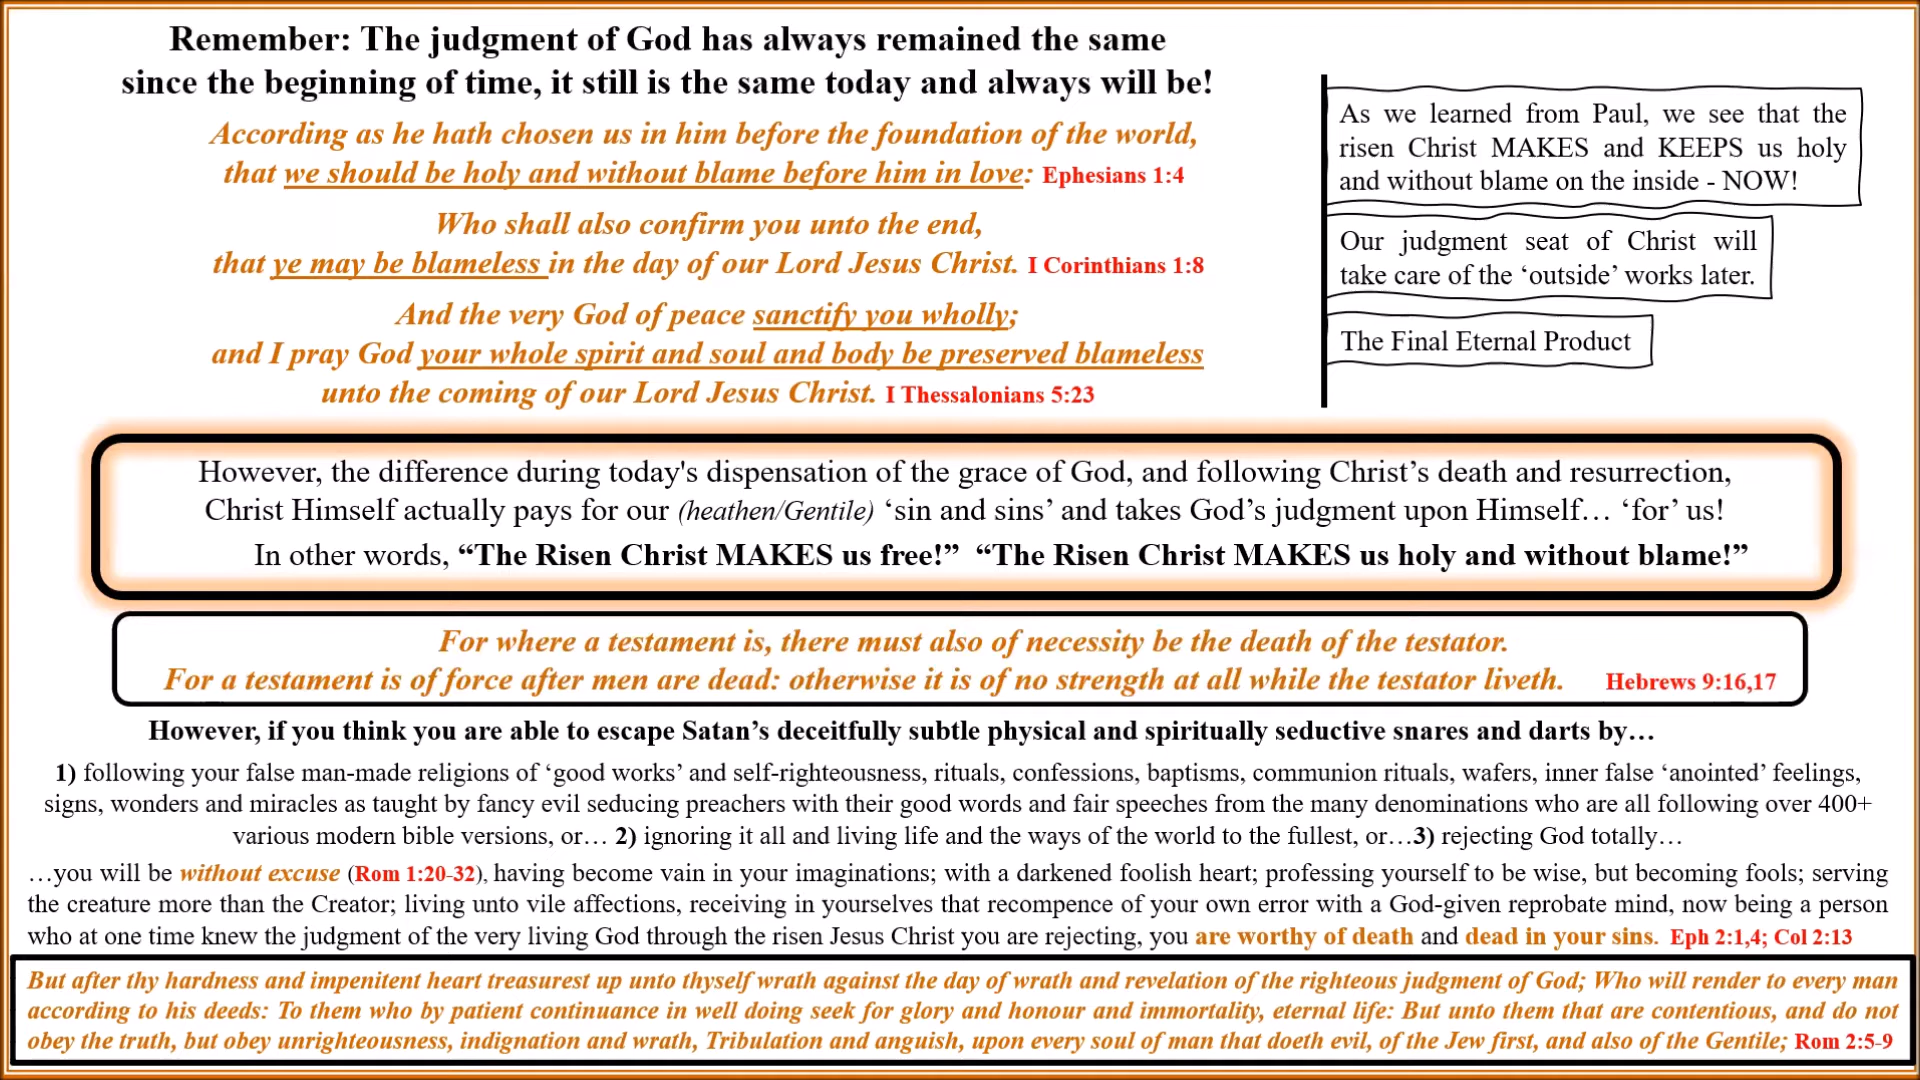 Remember: The judgment of God has always remained the same
since the beginning of time, it still is the same today and always will be!
According as he hath chosen us in him before the foundation of the world,
that we should be holy and without blame before him in love: Ephesians 1:4
Who shall also confirm you unto the end,
that ye may be blameless in the day of our Lord Jesus Christ. I Corinthians 1:8
And the very God of peace sanctify you wholly;
and I pray God your whole spirit and soul and body be preserved blameless
unto the coming of our Lord Jesus Christ. I Thessalonians 5:23
As we learned from Paul, we see that the
risen Christ MAKES and KEEPS us holy
and without blame on the inside - NOW!
Our judgment seat of Christ will
take care of the ‘outside’ works later.
The Final Eternal Product
However, the difference during today's dispensation of the grace of God, and following Christ’s death and resurrection,
Christ Himself actually pays for our (heathen/Gentile) ‘sin and sins’ and takes God’s judgment upon Himself… ‘for’ us!
In other words, “The Risen Christ MAKES us free!” “The Risen Christ MAKES us holy and without blame!”
For where a testament is, there must also of necessity be the death of the testator.
For a testament is of force after men are dead: otherwise it is of no strength at all while the testator liveth. Hebrews 9:16,17
However, if you think you are able to escape Satan’s deceitfully subtle physical and spiritually seductive snares and darts by…
1) following your false man-made religions of ‘good works’ and self-righteousness, rituals, confessions, baptisms, communion rituals, wafers, inner false ‘anointed’ feelings,
signs, wonders and miracles as taught by fancy evil seducing preachers with their good words and fair speeches from the many denominations who are all following over 400+
various modern bible versions, or… 2) ignoring it all and living life and the ways of the world to the fullest, or…3) rejecting God totally…
…you will be without excuse (Rom 1:20-32), having become vain in your imaginations; with a darkened foolish heart; professing yourself to be wise, but becoming fools; serving
the creature more than the Creator; living unto vile affections, receiving in yourselves that recompence of your own error with a God-given reprobate mind, now being a person
who at one time knew the judgment of the very living God through the risen Jesus Christ you are rejecting, you are worthy of death and dead in your sins. Eph 2:1,4; Col 2:13
But after thy hardness and impenitent heart treasurest up unto thyself wrath against the day of wrath and revelation of the righteous judgment of God; Who will render to every man
according to his deeds: To them who by patient continuance in well doing seek for glory and honour and immortality, eternal life: But unto them that are contentious, and do not
obey the truth, but obey unrighteousness, indignation and wrath, Tribulation and anguish, upon every soul of man that doeth evil, of the Jew first, and also of the Gentile; Rom 2:5-9